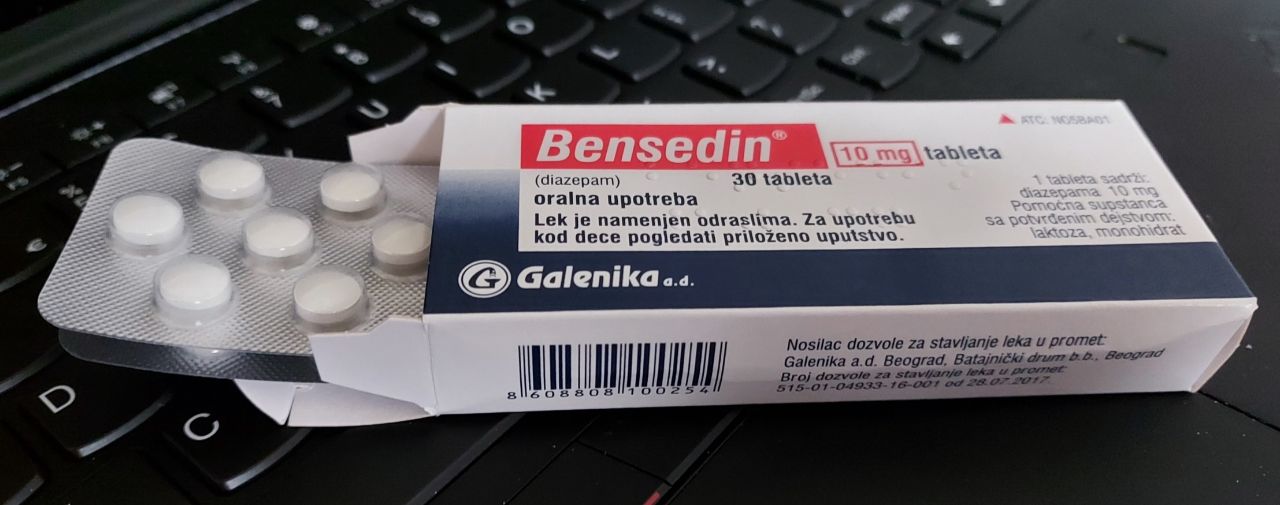 Bensedin®
10 mg tableta
ATC: N05BA01
(diazepam)
30 tableta
oralna upotreba
Lek je namenjen odraslima. Za upotrebu
kod dece pogledati priloženo uputstvo.
1 tableta sadrži:
diazepama 10 mg
Pomoćna supstanca
sa potvrđenim dejstvom:
laktoza, monohidrat
G Galenika a.d.
8 608808 100254
Nosilac dozvole za stavljanje leka u promet:
Galenika a.d. Beograd, Batajnički drum b.b., Beograd
Broj dozvole za stavljanje leka u promet:
515-01-04933-16-001 od 28.07.2017.
O
I
L
U
K
€
D
C